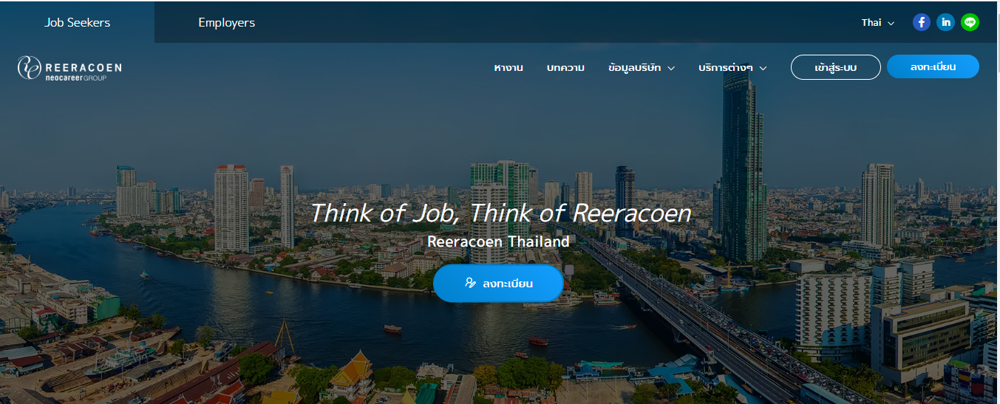 Job Seekers
Employers
Thai
LINE
REERACOEN
neocareer GROUP
หางาน
บทความ
ข้อมูลบริษัท
บริการต่างๆ
เข้าสู่ระบบ
ลงทะเบียน
Think of Job, Think of Reeracoen
Reeracoen Thailand
ลงทะเบียน